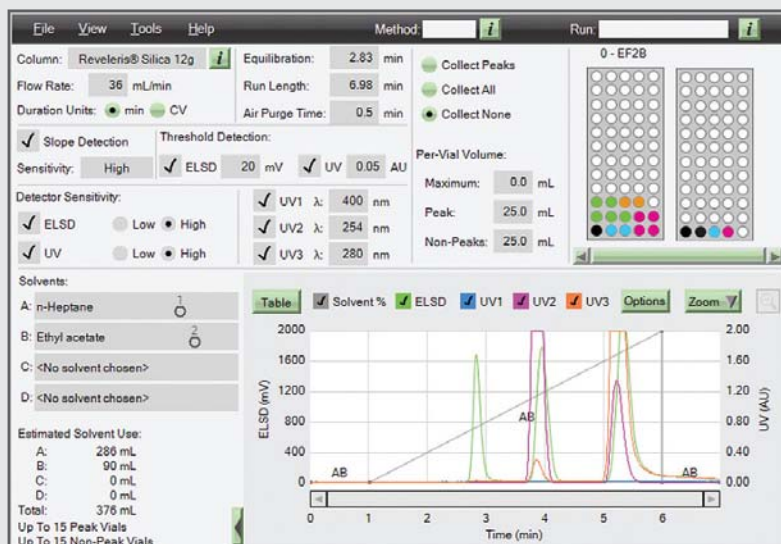 File View Tools Help Method: i Run: i
Column: Reveleris® Silica 12g i
Flow Rate: 36 mL/min
Duration Units: min CV
Equilibration: 2.83 min
Run Length: 6.98 min
Air Purge Time: 0.5 min
Slope Detection
Sensitivity: High
Threshold Detection:
ELSD 20 mV UV 0.05 AU
Detector Sensitivity:
ELSD Low High
UV Low High
UV1 λ: 400 nm
UV2 λ: 254 nm
UV3 λ: 280 nm
Collect Peaks
Collect All
Collect None
Per-Vial Volume:
Maximum: 0.0 mL
Peak: 25.0 mL
Non-Peaks: 25.0 mL
0 - EF2B
Solvents:
A: n-Heptane 1
B: Ethyl acetate 2
C: <No solvent chosen>
D: <No solvent chosen>
Estimated Solvent Use:
A: 286 mL
B: 90 mL
C: 0 mL
D: 0 mL
Total: 376 mL
Up To 15 Peak Vials
Up To 15 Non-Peak Vials
Table Solvent % ELSD UV1 UV2 UV3 Options Zoom
2000 2.00
1600 1.60
1200 1.20
800 0.80
400 0.40
0 0.00
ELSD (mV)
UV (AU)
AB
AB
AB
0 1 2 3 4 5 6
Time (min)